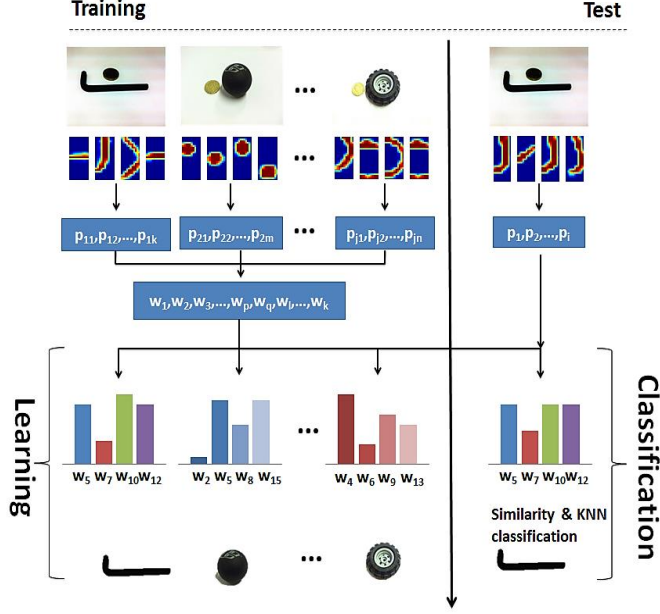 Training
Test
...
...
p11,p12,...,p1k
p21,p22,...,p2m
...
pj1,pj2,...,pjn
p1,p2,...,pi
w1,w2,w3,...,wp,wq,wi,...,wk
Learning
Classification
...
w5 w7 w10 w12
w2 w5 w8 w15
w4 w6 w9 w13
w5 w7 w10 w12
Similarity & KNN
classification
...